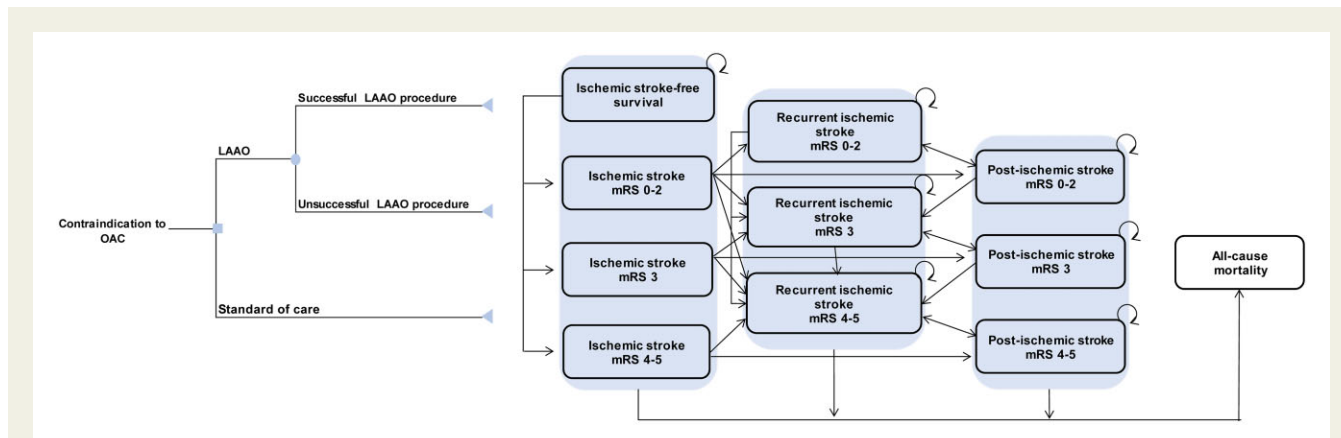 Contraindication to
OAC
LAAO
Successful LAAO procedure
Unsuccessful LAAO procedure
Standard of care
Ischemic stroke-free
survival
Ischemic stroke
mRS 0-2
Ischemic stroke
mRS 3
Ischemic stroke
mRS 4-5
Recurrent ischemic
stroke
mRS 0-2
Recurrent ischemic
stroke
mRS 3
Recurrent ischemic
stroke
mRS 4-5
Post-ischemic stroke
mRS 0-2
Post-ischemic stroke
mRS 3
Post-ischemic stroke
mRS 4-5
All-cause
mortality